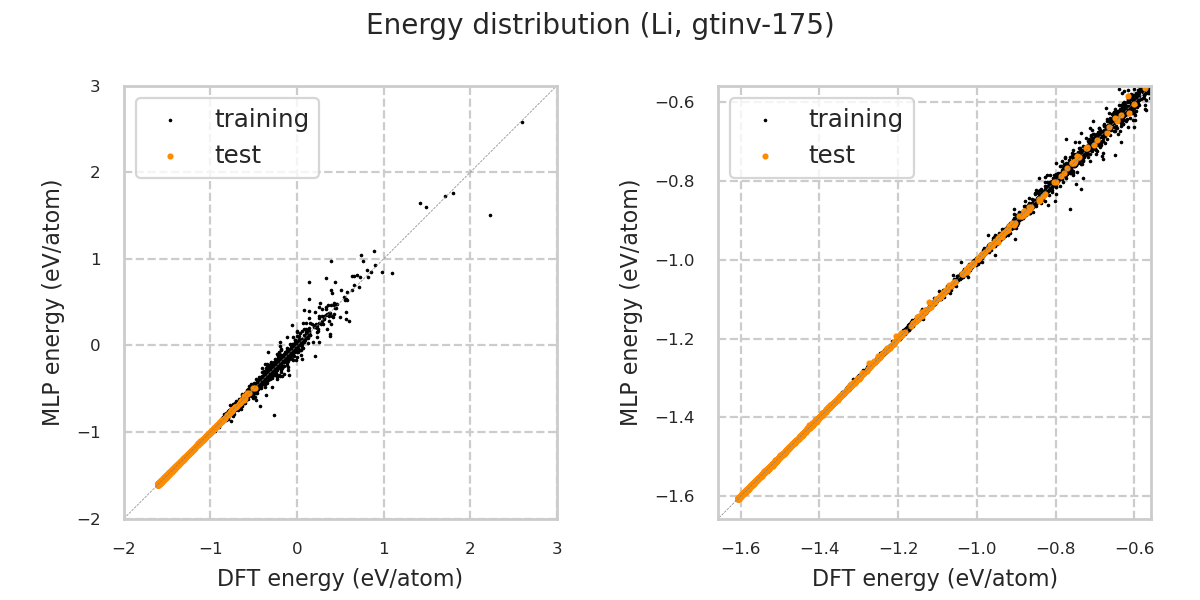 Energy distribution (Li, gtinv-175)
training
test
3
2
1
0
−1
−2
−2
−1
0
1
2
3
MLP energy (eV/atom)
DFT energy (eV/atom)
training
test
−0.6
−0.8
−1.0
−1.2
−1.4
−1.6
−1.6
−1.4
−1.2
−1.0
−0.8
−0.6
MLP energy (eV/atom)
DFT energy (eV/atom)